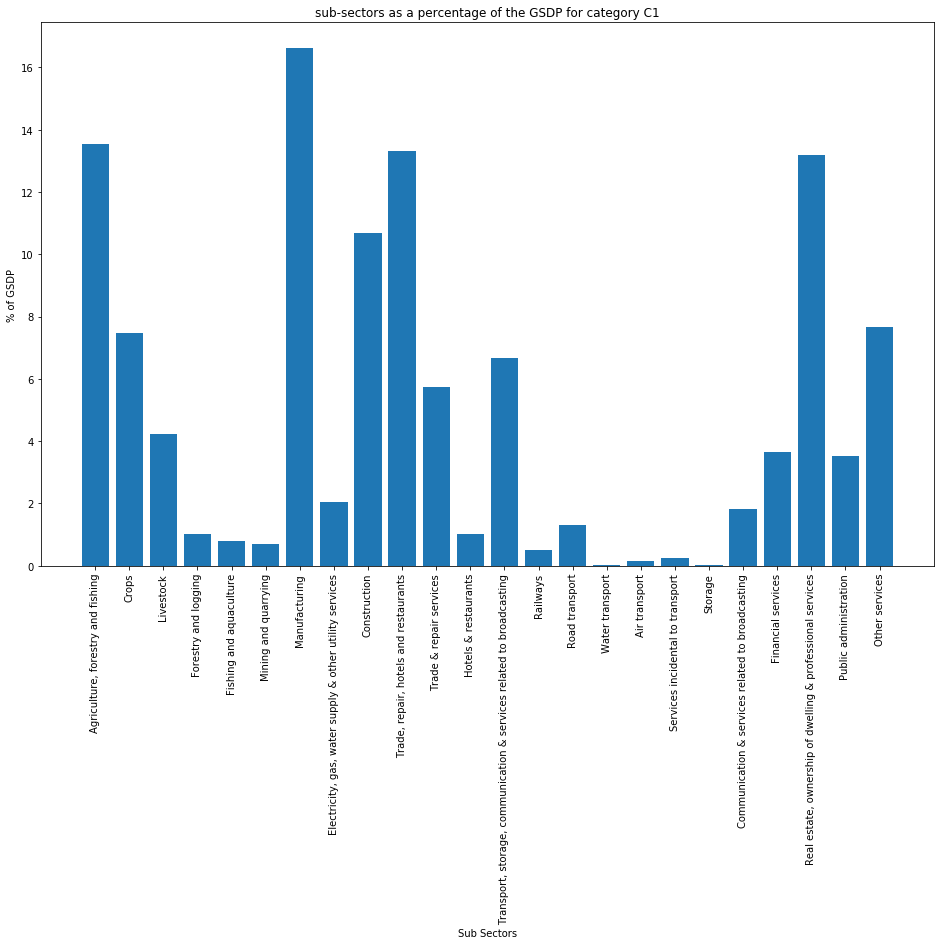 sub-sectors as a percentage of the GSDP for category C1
% of GSDP
16
14
12
10
8
6
4
2
0
Agriculture, forestry and fishing
Crops
Livestock
Forestry and logging
Fishing and aquaculture
Mining and quarrying
Manufacturing
Electricity, gas, water supply & other utility services
Construction
Trade, repair, hotels and restaurants
Trade & repair services
Hotels & restaurants
Transport, storage, communication & services related to broadcasting
Railways
Road transport
Water transport
Air transport
Services incidental to transport
Storage
Communication & services related to broadcasting
Financial services
Real estate, ownership of dwelling & professional services
Public administration
Other services
Sub Sectors